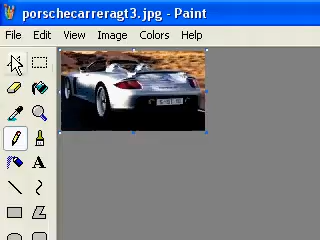 porschecarreragt3.jpg - Paint
File Edit View Image Colors Help
A